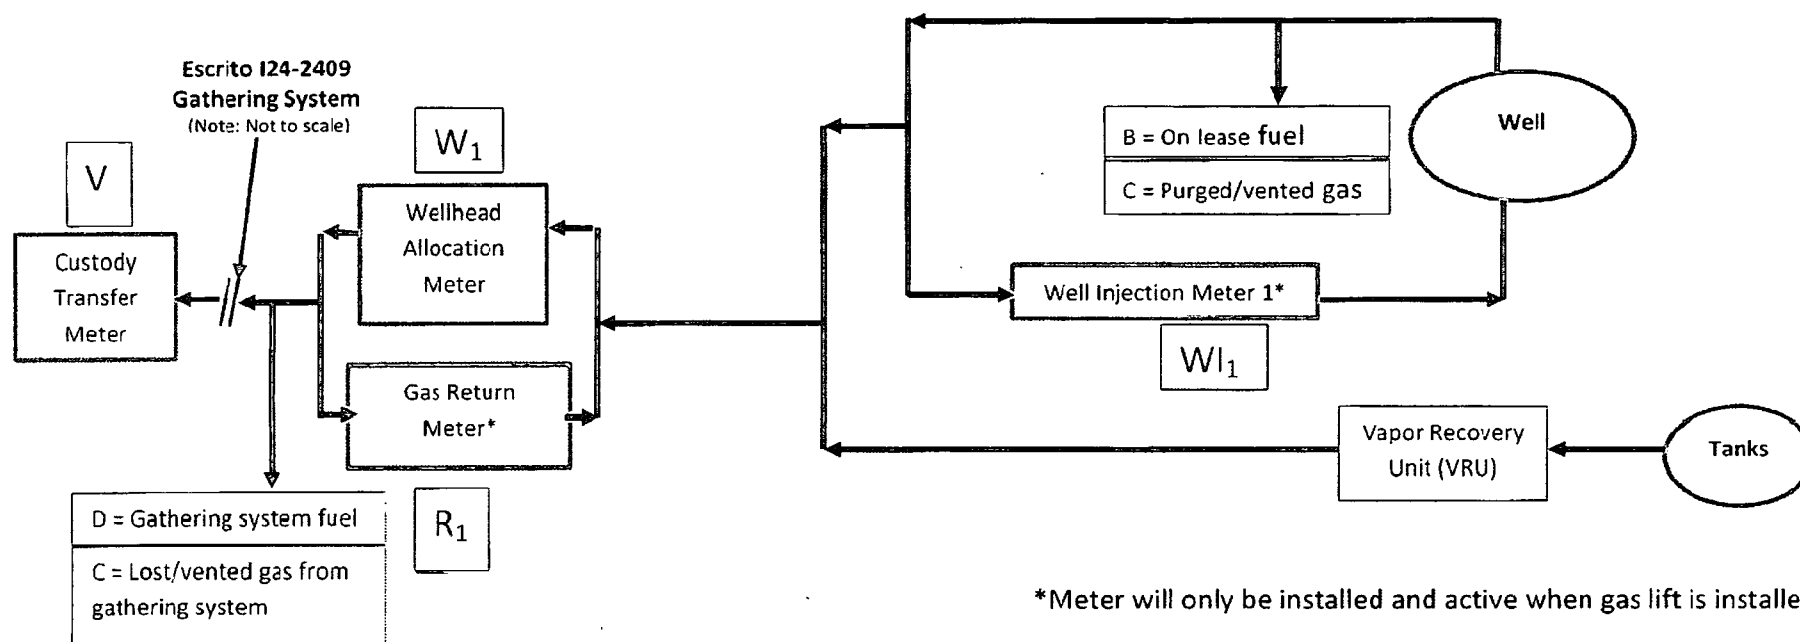 Escrito I24-2409
Gathering System
(Note: Not to scale)
V
Custody
Transfer
Meter
W₁
Wellhead
Allocation
Meter
Gas Return
Meter*
R₁
D = Gathering system fuel
C = Lost/vented gas from
gathering system
B = On lease fuel
C = Purged/vented gas
Well
Well Injection Meter 1*
WI₁
Vapor Recovery
Unit (VRU)
Tanks
*Meter will only be installed and active when gas lift is installe